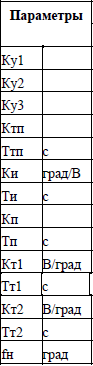 Параметры
Ку1
Ку2
Ку3
Ктп
Ттп с
Ки град/В
Ти с
Кп
Тп с
Кт1 В/град
Тт1 с
Кт2 В/град
Тт2 с
fн град